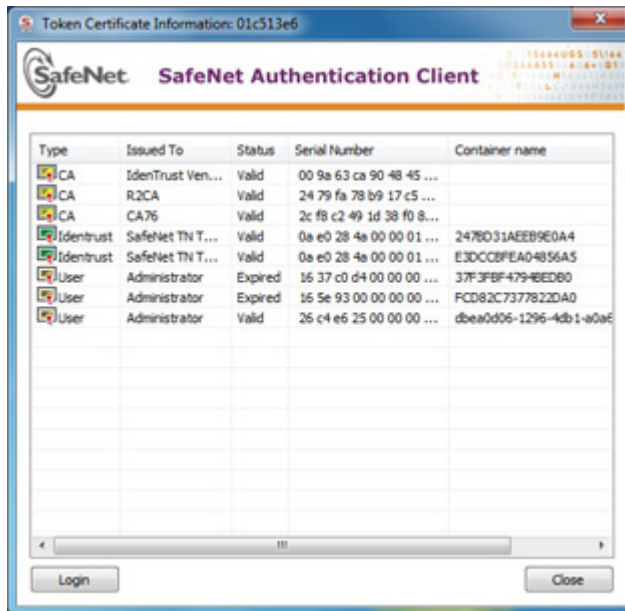 Token Certificate Information: 01c513e6
SafeNet SafeNet Authentication Client
Type Issued To Status Serial Number Container name
CA IdenTrust Ven... Valid 00 9a 63 ca 90 48 45 ...
CA R2CA Valid 24 79 fa 78 b9 17 c5 ...
CA CA76 Valid 2c f8 c2 49 1d 38 f0 8...
Identrust SafeNet TN T... Valid 0a e0 28 4a 00 00 01 ... 247BD31AEEB9E0A4
Identrust SafeNet TN T... Valid 0a e0 28 4a 00 00 01 ... E3DCCBFEA04856A5
User Administrator Expired 16 37 c0 d4 00 00 00 ... 37F3FBF4794BEDB0
User Administrator Expired 16 5e 93 00 00 00 00 ... FCD82C7377822DA0
User Administrator Valid 26 c4 e6 25 00 00 00 ... dbea0d06-1296-4db1-a0a6
Login Close